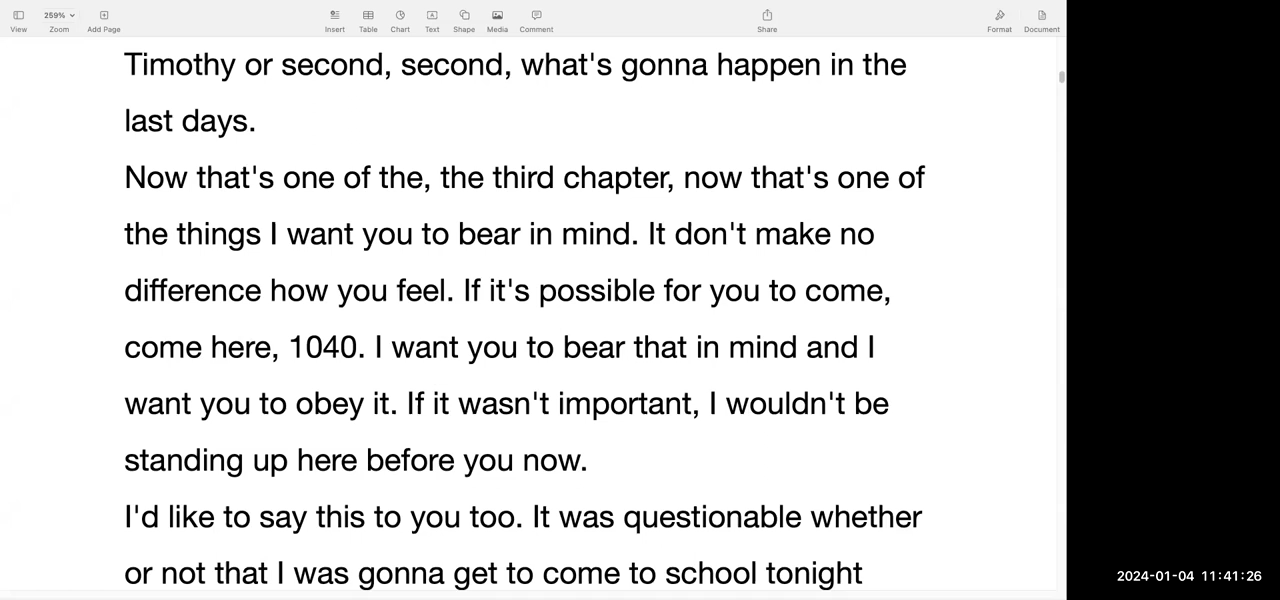 259%
View
Zoom
Add Page
Insert
Table
Chart
Text
Shape
Media
Comment
Share
Format
Document
Timothy or second, second, what's gonna happen in the
last days.
Now that's one of the, the third chapter, now that's one of
the things I want you to bear in mind. It don't make no
difference how you feel. If it's possible for you to come,
come here, 1040. I want you to bear that in mind and I
want you to obey it. If it wasn't important, I wouldn't be
standing up here before you now.
I'd like to say this to you too. It was questionable whether
or not that I was gonna get to come to school tonight
2024-01-04 11:41:26